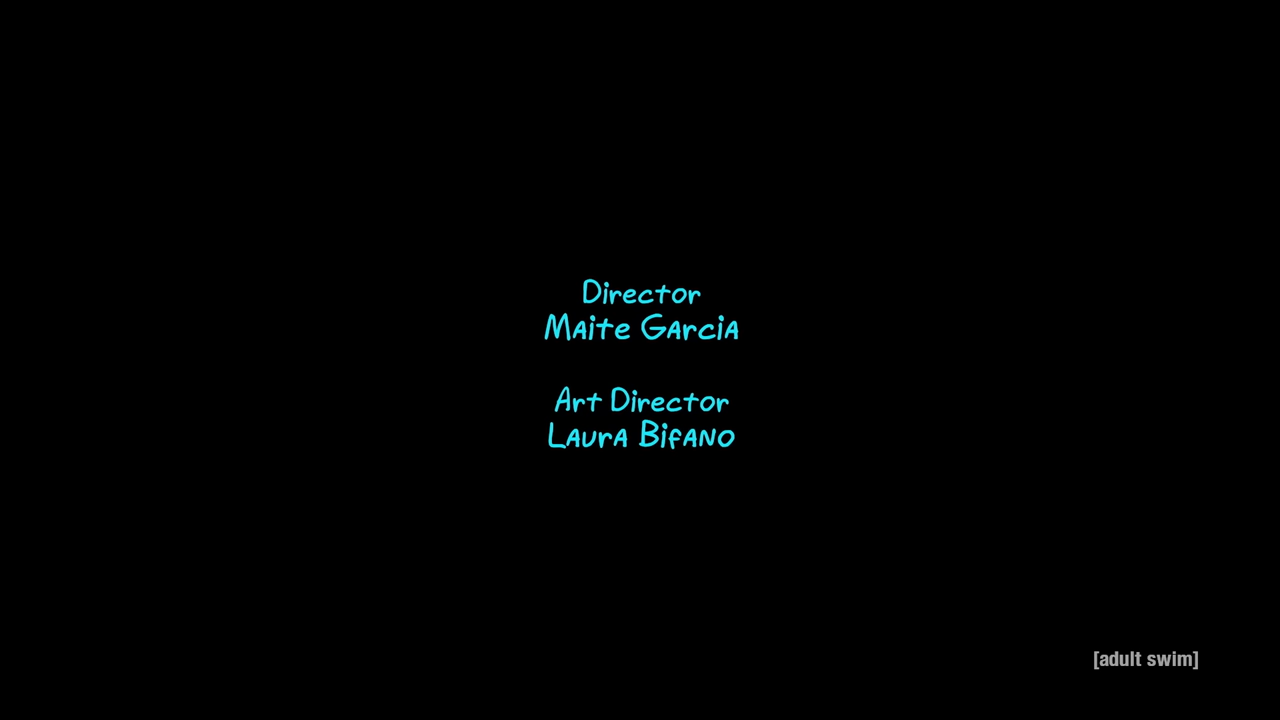 Director
Maite Garcia
Art Director
Laura Bifano
[adult swim]